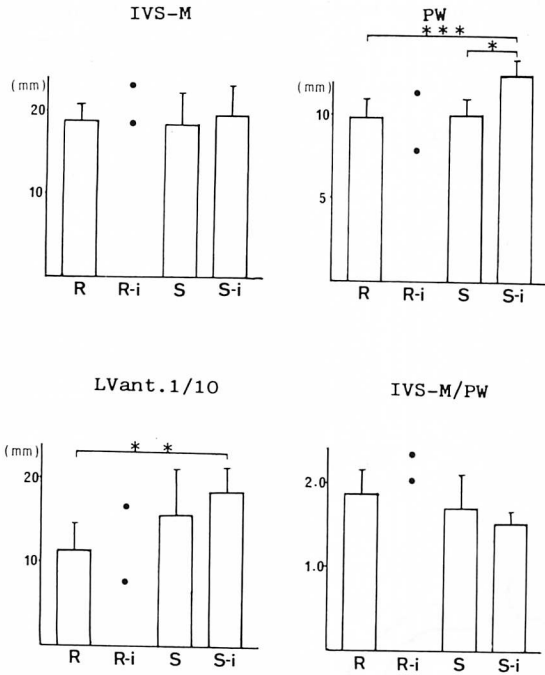 IVS-M
(mm)
20
10
R R-i S S-i
PW
***
*
(mm)
10
5
R R-i S S-i
LVant.1/10
(mm)
* *
20
10
R R-i S S-i
IVS-M/PW
2.0
1.0
R R-i S S-i